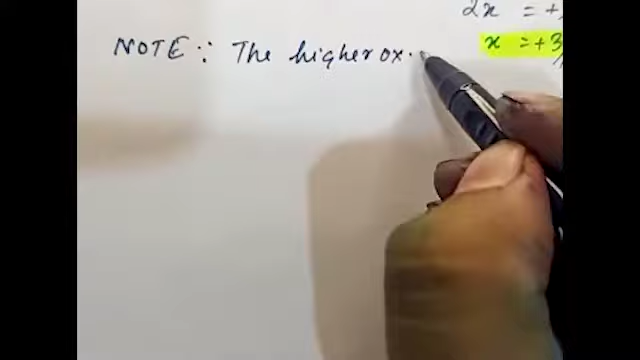 2x = +
x = +3
NOTE :· The higher ox.